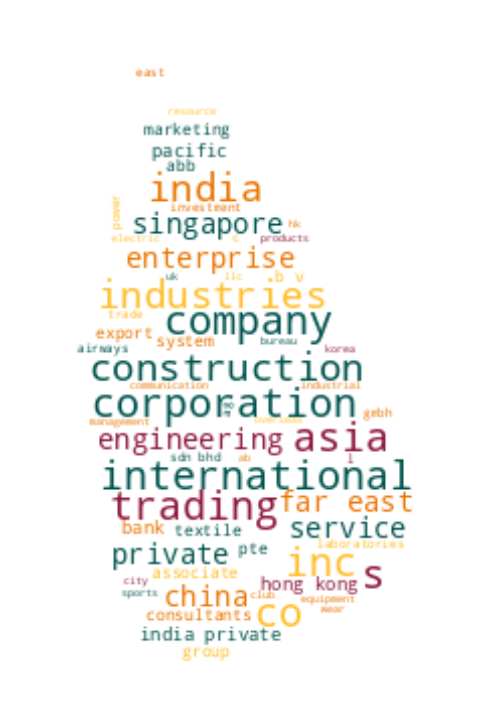 east
resource
marketing
pacific
abb
india
power
investment
singapore hk
electric c products
enterprise
uk llc b v
industries
trade company
export system
airways bureau korea
construction
communication industrial
corporation gmbh
management overseas
engineering asia
sdn bhd ab l
international
trading far east
bank textile service
private pte laboratories
associate inc s
city hong kong
sports china club equipment
wear
consultants co
india private
group